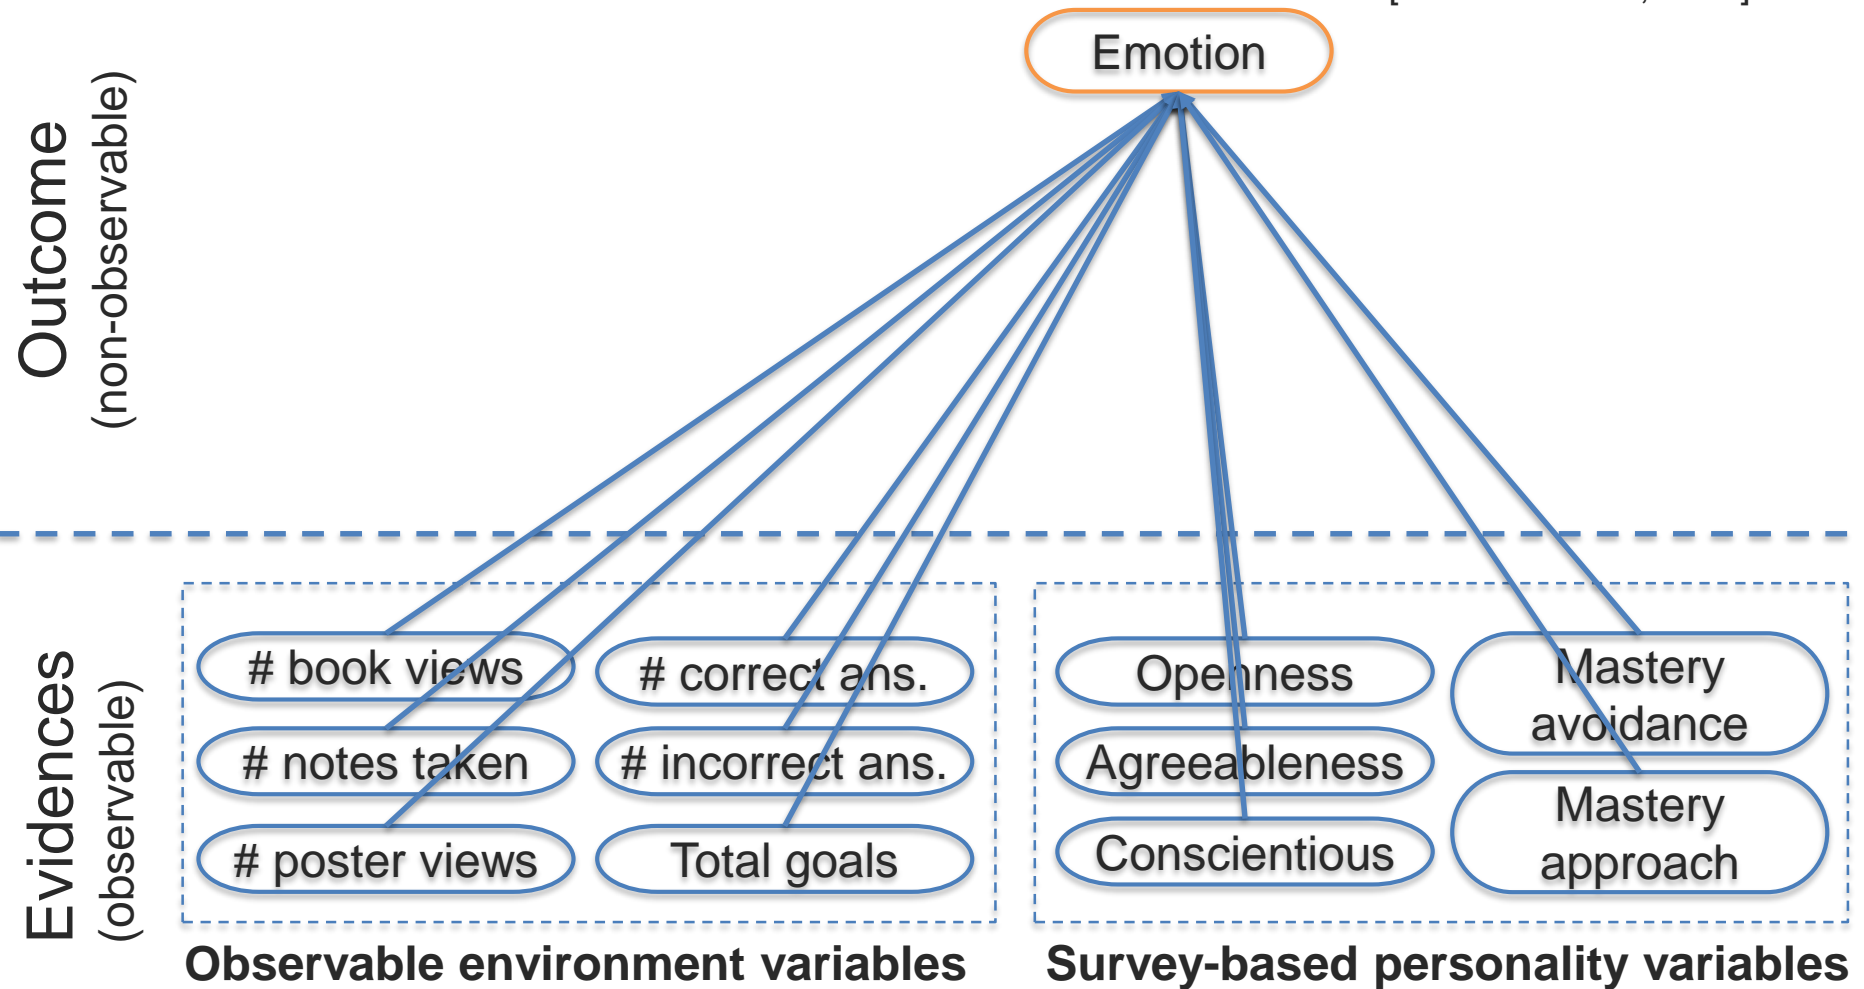 Emotion
Outcome
(non-observable)
Evidences
(observable)
# book views
# notes taken
# poster views
# correct ans.
# incorrect ans.
Total goals
Openness
Agreeableness
Conscientious
Mastery
avoidance
Mastery
approach
Observable environment variables
Survey-based personality variables